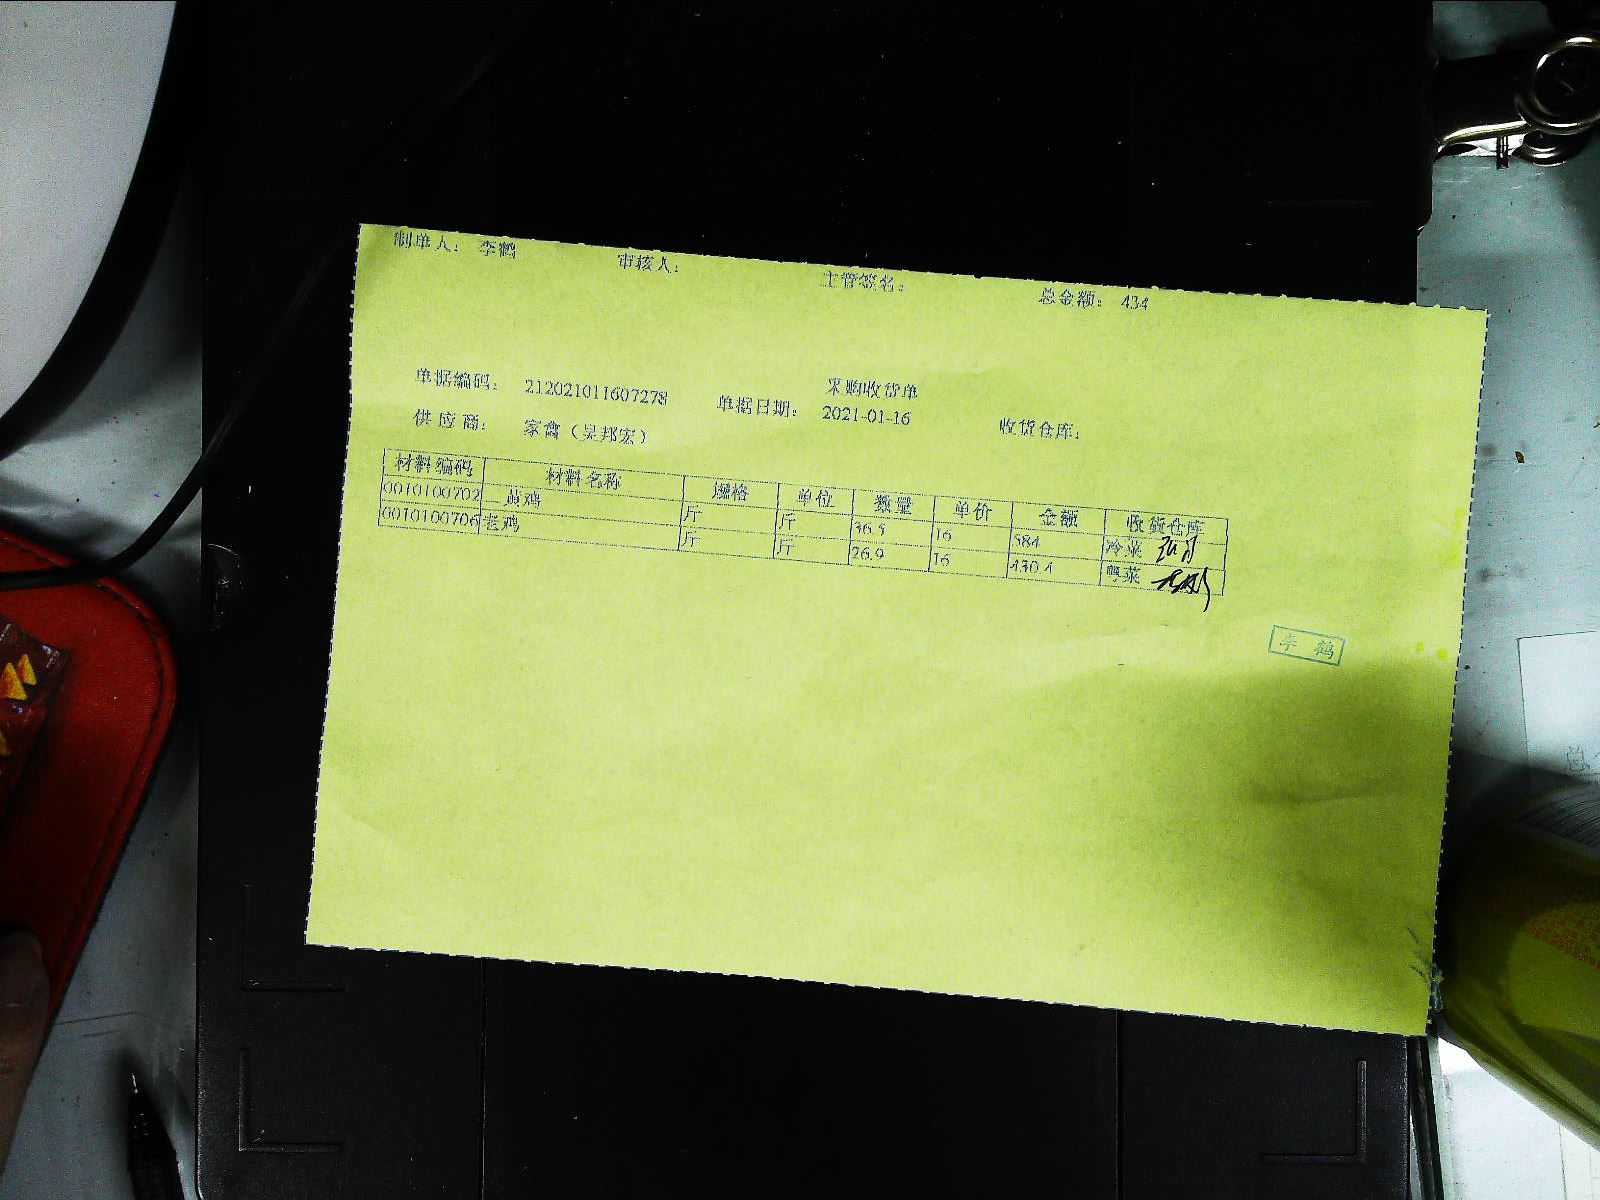 制单人： 李鹤 审核人： 主管签名： 总金额： 434
采购收货单
单据编码： 212021011607278 单据日期： 2021-01-16 收货仓库：
供应商： 家禽（吴邦宏）
材料编码 材料名称 规格 单位 数量 单价 金额 收货仓库
0010100702 三黄鸡 斤 斤 36.5 16 584 冷菜
0010100706 老鸡 斤 斤 26.9 16 430.4 粤菜
李鹤